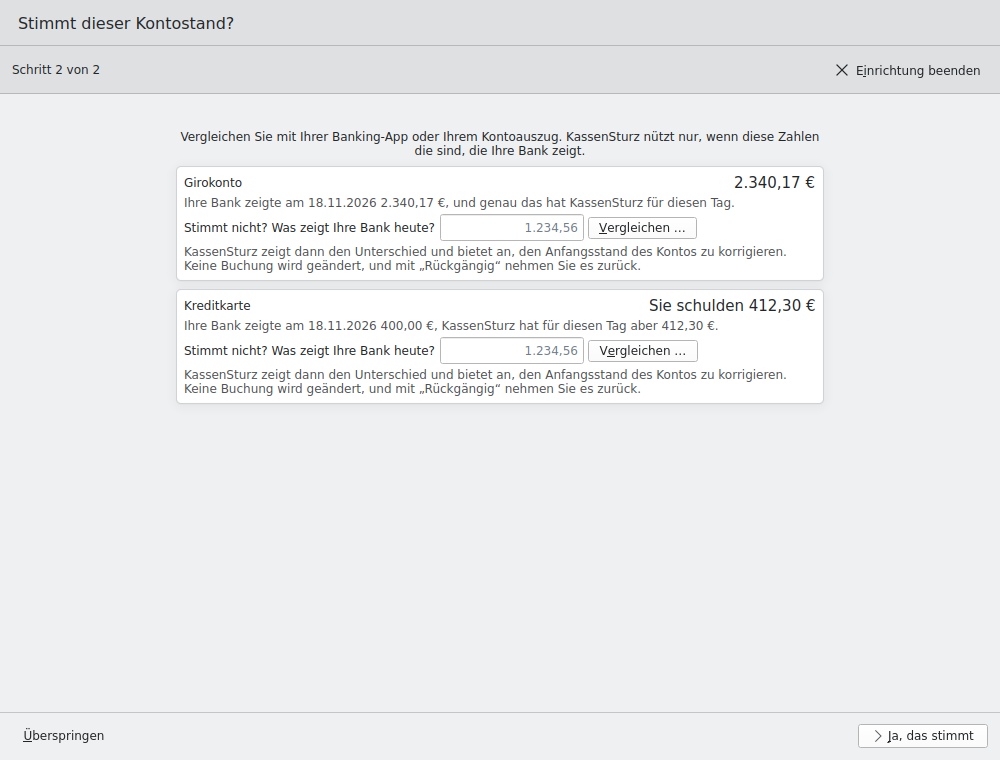 Stimmt dieser Kontostand?
Schritt 2 von 2
Einrichtung beenden
Vergleichen Sie mit Ihrer Banking-App oder Ihrem Kontoauszug. KassenSturz nützt nur, wenn diese Zahlen
die sind, die Ihre Bank zeigt.
Girokonto 2.340,17 €
Ihre Bank zeigte am 18.11.2026 2.340,17 €, und genau das hat KassenSturz für diesen Tag.
Stimmt nicht? Was zeigt Ihre Bank heute? 1.234,56 Vergleichen …
KassenSturz zeigt dann den Unterschied und bietet an, den Anfangsstand des Kontos zu korrigieren.
Keine Buchung wird geändert, und mit „Rückgängig“ nehmen Sie es zurück.
Kreditkarte Sie schulden 412,30 €
Ihre Bank zeigte am 18.11.2026 400,00 €, KassenSturz hat für diesen Tag aber 412,30 €.
Stimmt nicht? Was zeigt Ihre Bank heute? 1.234,56 Vergleichen …
KassenSturz zeigt dann den Unterschied und bietet an, den Anfangsstand des Kontos zu korrigieren.
Keine Buchung wird geändert, und mit „Rückgängig“ nehmen Sie es zurück.
Überspringen
Ja, das stimmt